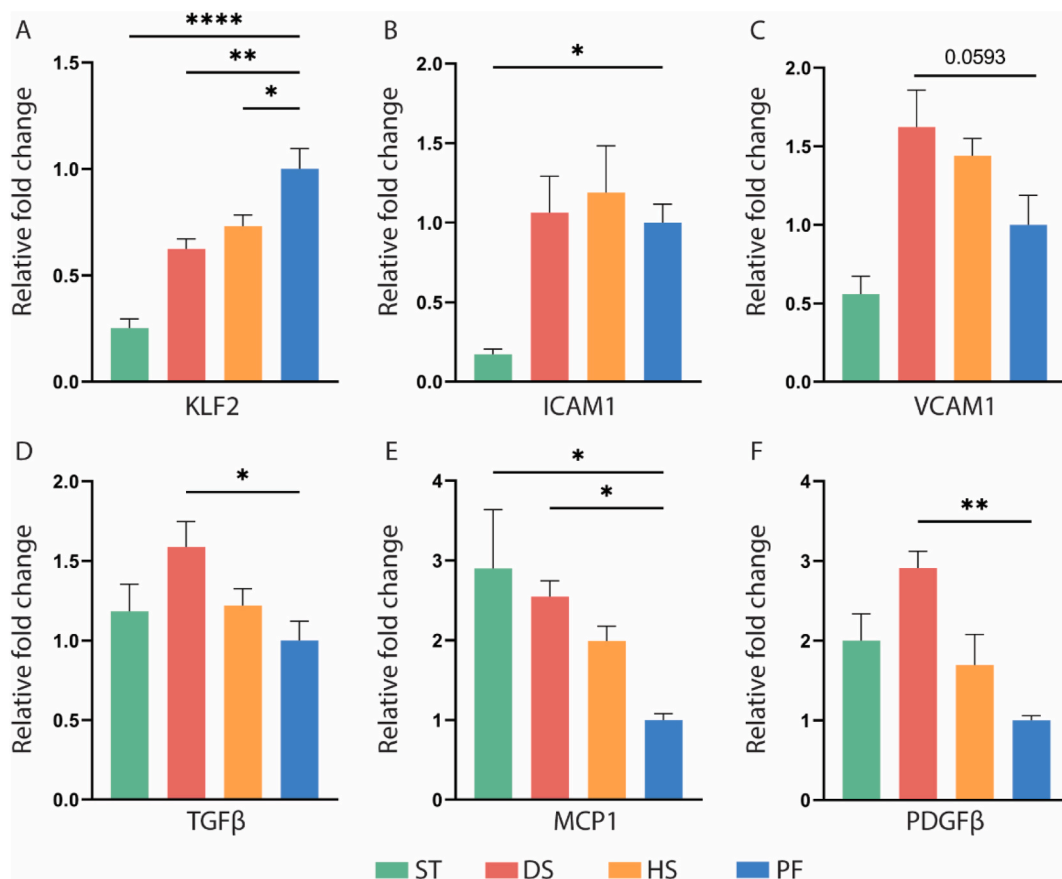 A
B
C
****
**
*
*
0.0593
Relative fold change
1.5
1.0
0.5
0.0
KLF2
Relative fold change
2.0
1.5
1.0
0.5
0.0
ICAM1
Relative fold change
2.0
1.5
1.0
0.5
0.0
VCAM1
D
E
F
*
*
*
**
Relative fold change
2.0
1.5
1.0
0.5
0.0
TGFβ
Relative fold change
4
3
2
1
0
MCP1
Relative fold change
4
3
2
1
0
PDGFβ
ST DS HS PF